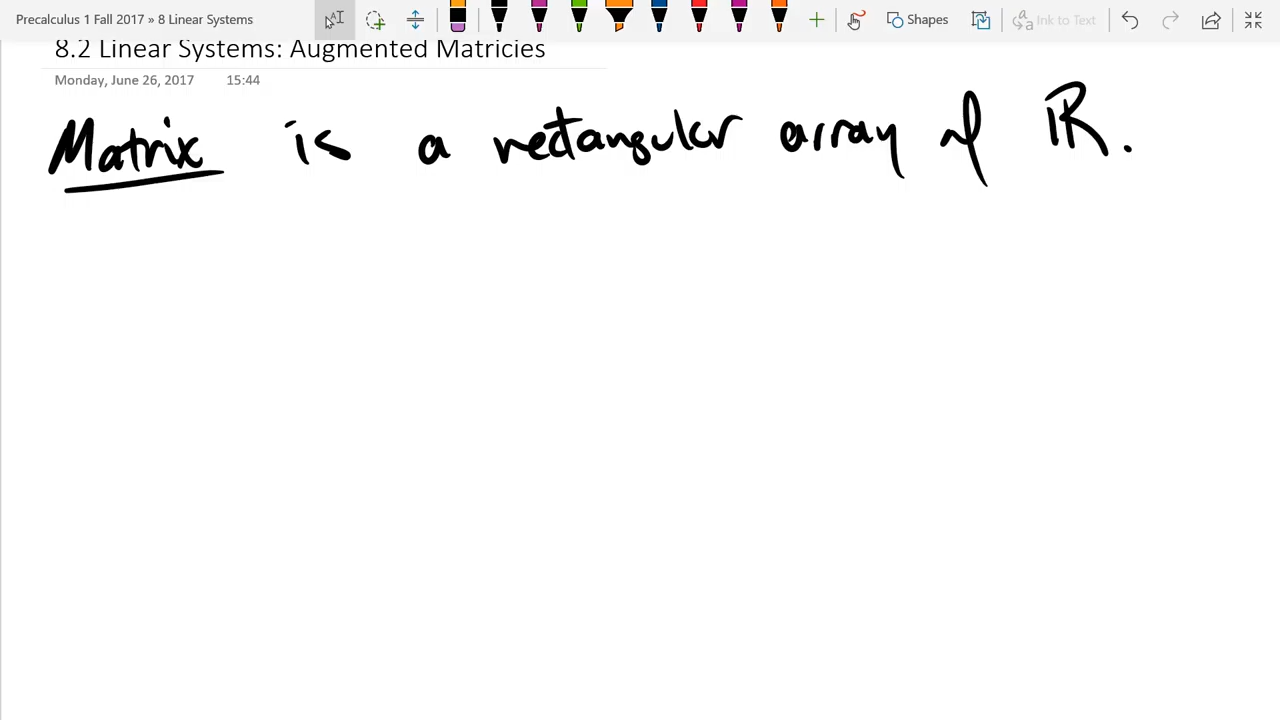 Precalculus 1 Fall 2017 » 8 Linear Systems
Shapes
Ink to Text
8.2 Linear Systems: Augmented Matricies
Monday, June 26, 2017 15:44
Matrix is a rectangular array of ℝ.